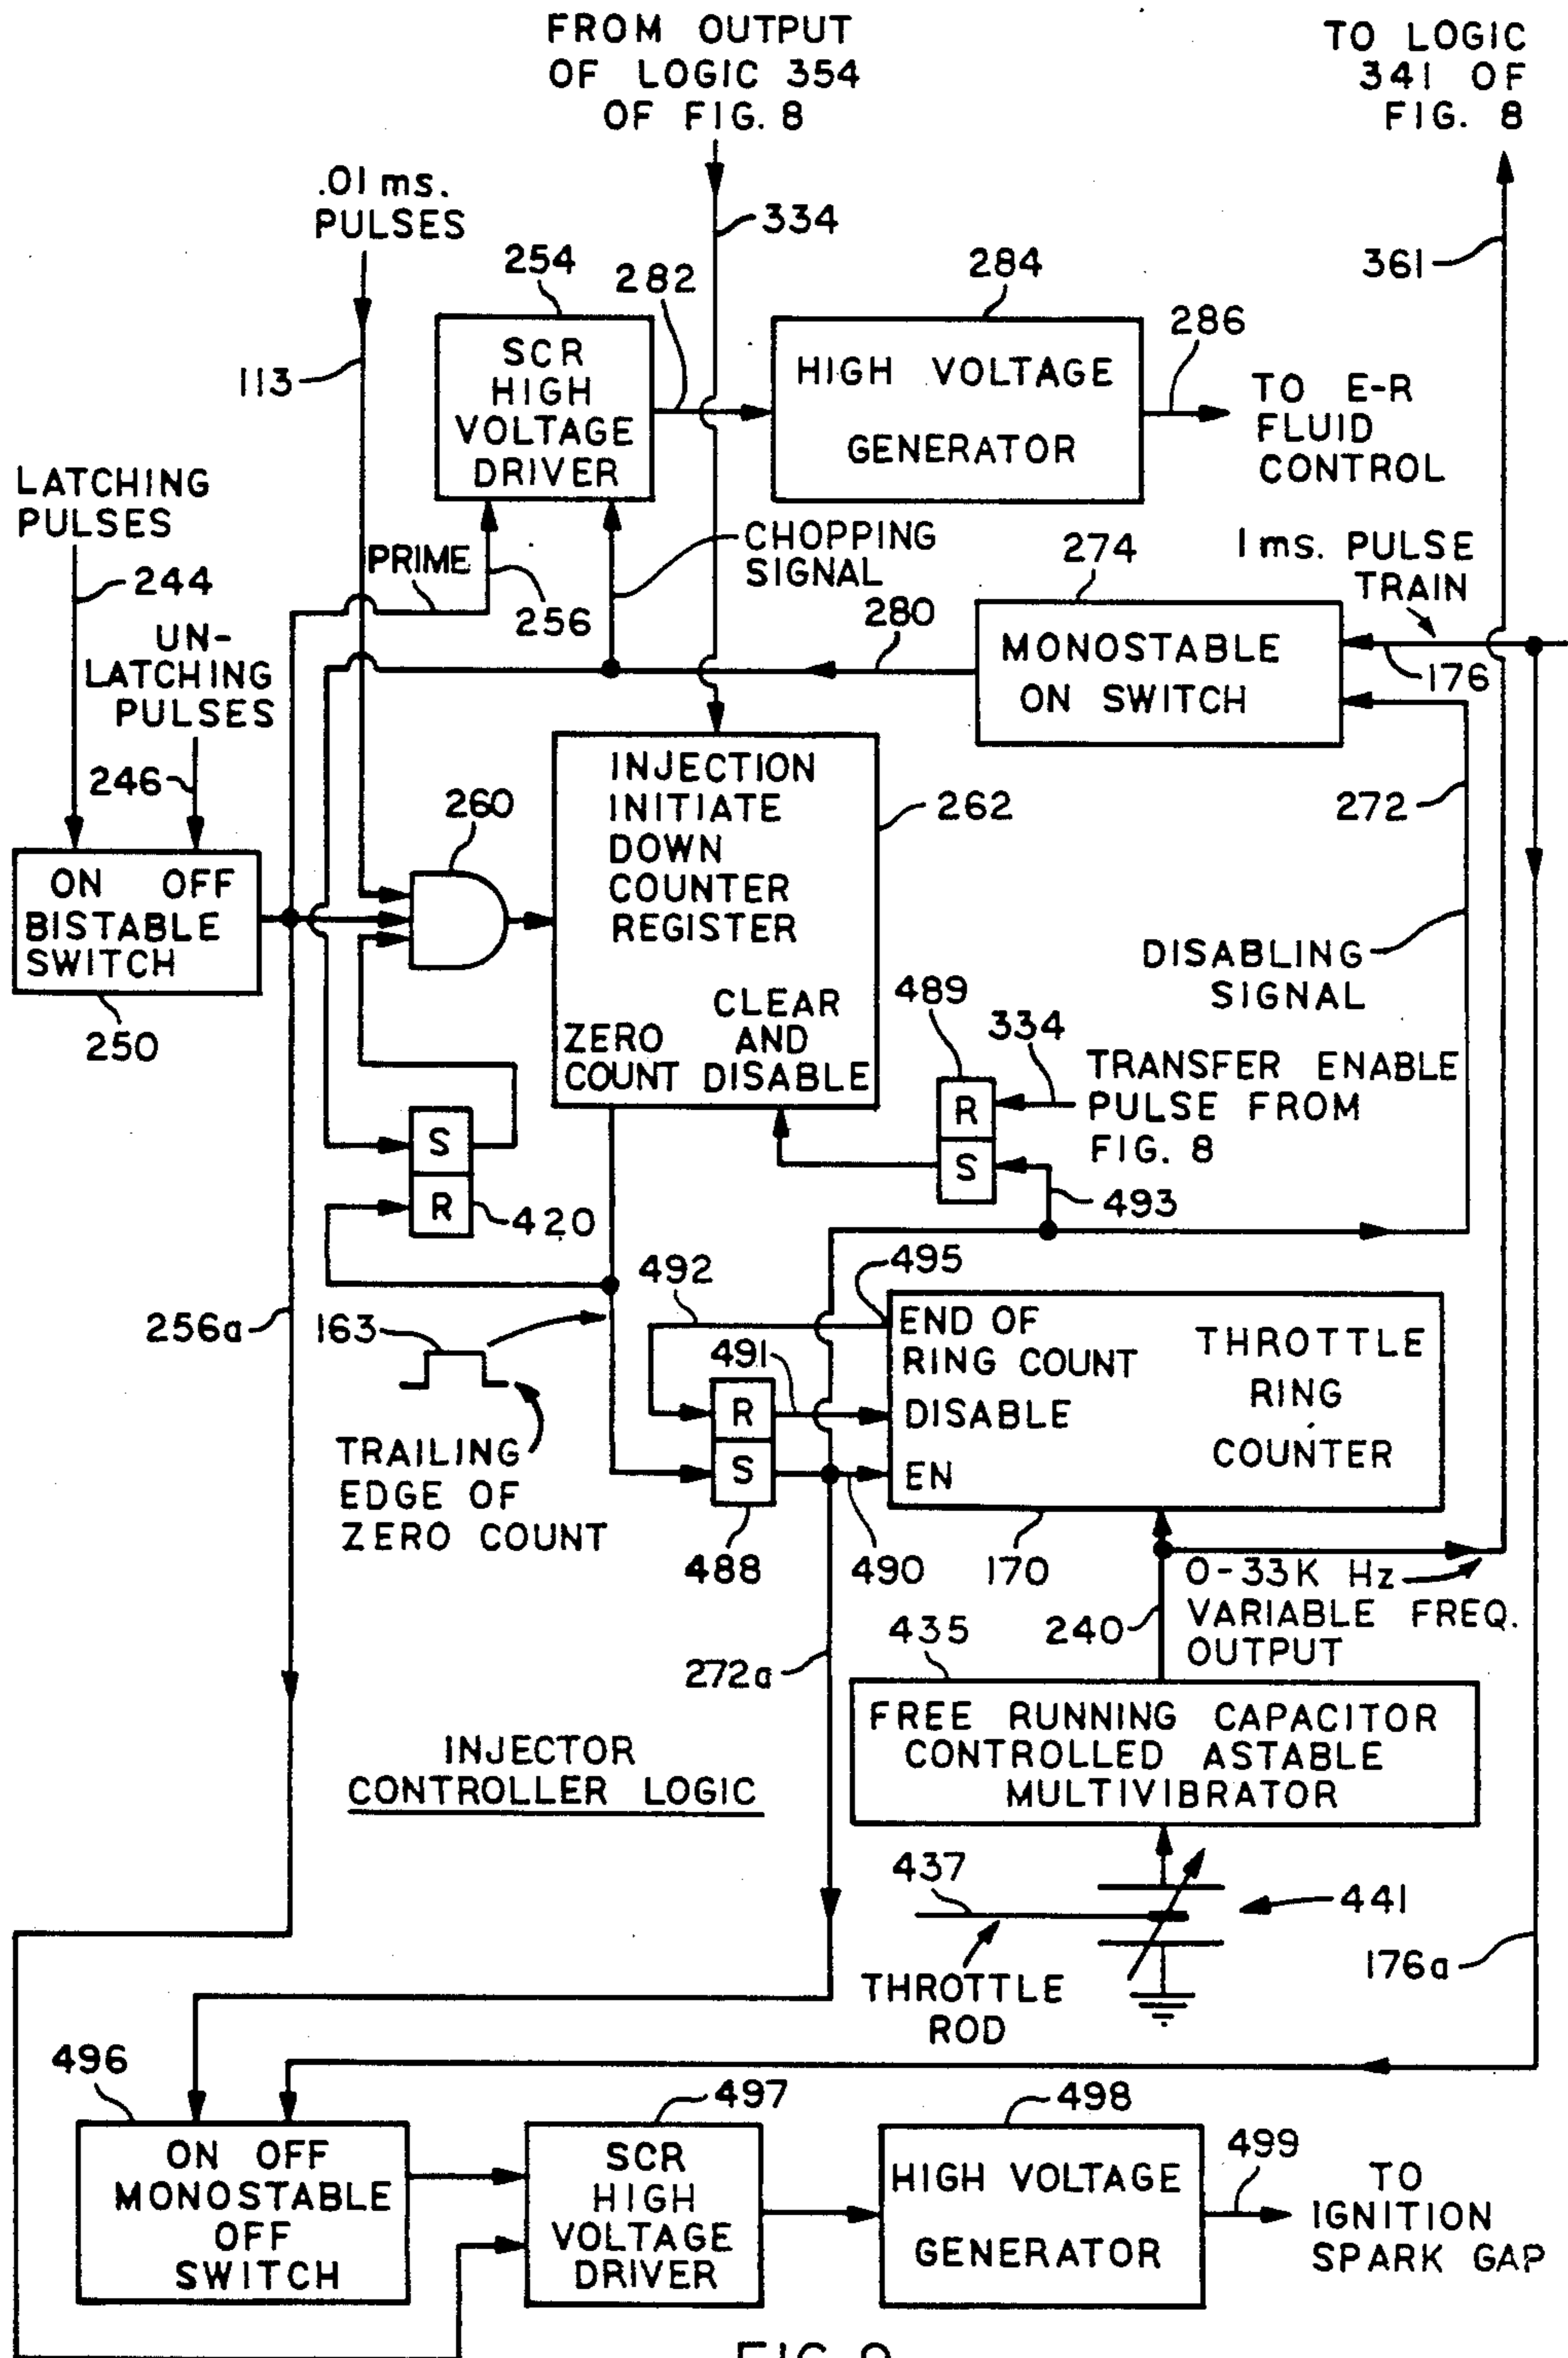 FROM OUTPUT
OF LOGIC 354
OF FIG. 8
TO LOGIC
341 OF
FIG. 8
.01 ms.
PULSES
334
361
254
282
284
286
113
SCR
HIGH
VOLTAGE
DRIVER
HIGH VOLTAGE
GENERATOR
TO E-R
FLUID
CONTROL
LATCHING
PULSES
244
PRIME
256
CHOPPING
SIGNAL
274
1 ms. PULSE
TRAIN
UN-
LATCHING
PULSES
246
280
MONOSTABLE
ON SWITCH
176
260
INJECTION
INITIATE
DOWN
COUNTER
REGISTER
262
272
ON OFF
BISTABLE
SWITCH
250
DISABLING
SIGNAL
ZERO
COUNT
CLEAR
AND
DISABLE
489
334
R
S
TRANSFER ENABLE
PULSE FROM
FIG. 8
S
R
420
493
256a
163
492
495
491
END OF
RING COUNT
DISABLE
EN
THROTTLE
RING
COUNTER
R
S
TRAILING
EDGE OF
ZERO COUNT
488
490
170
0-33K Hz
VARIABLE FREQ.
OUTPUT
240
435
272a
FREE RUNNING CAPACITOR
CONTROLLED ASTABLE
MULTIVIBRATOR
INJECTOR
CONTROLLER LOGIC
437
441
THROTTLE
ROD
176a
496
497
498
499
ON OFF
MONOSTABLE
OFF
SWITCH
SCR
HIGH
VOLTAGE
DRIVER
HIGH VOLTAGE
GENERATOR
TO
IGNITION
SPARK GAP